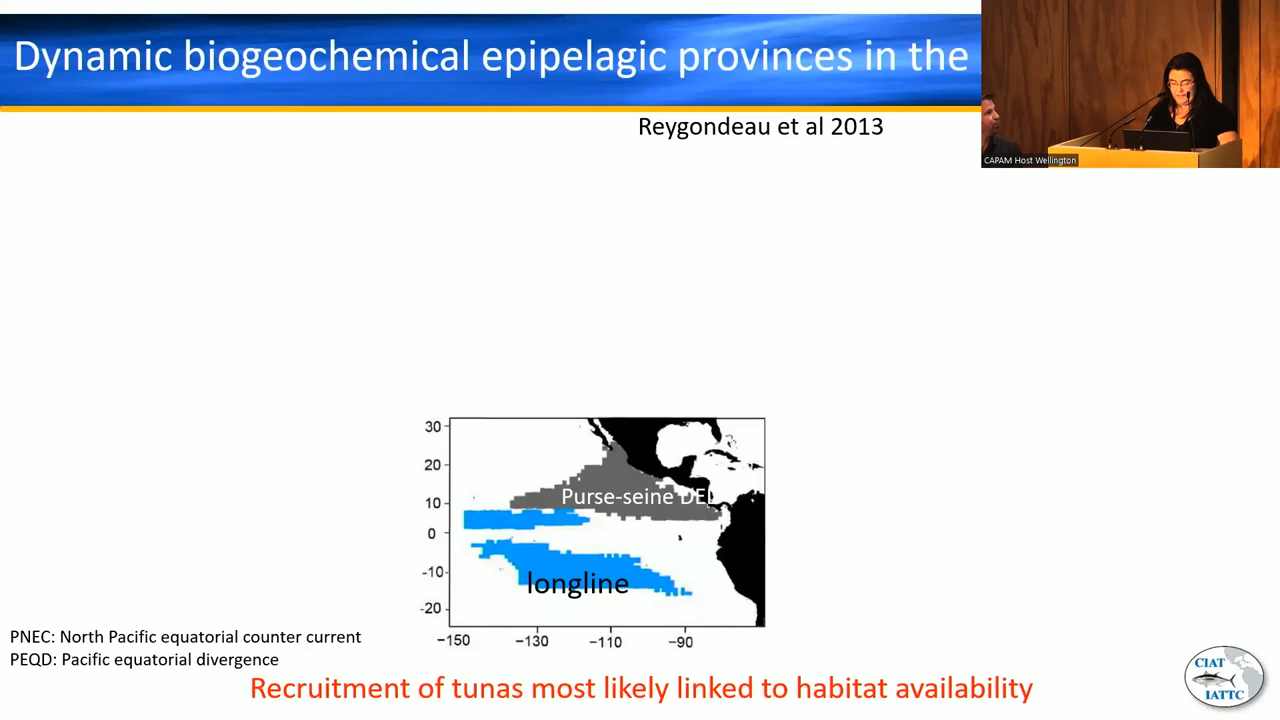 Dynamic biogeochemical epipelagic provinces in the
Reygondeau et al 2013
CAPAM Host Wellington
30
20
10
0
-10
-20
−150
−130
−110
−90
Purse-seine DEL
longline
PNEC: North Pacific equatorial counter current
PEQD: Pacific equatorial divergence
Recruitment of tunas most likely linked to habitat availability
CIAT
IATTC